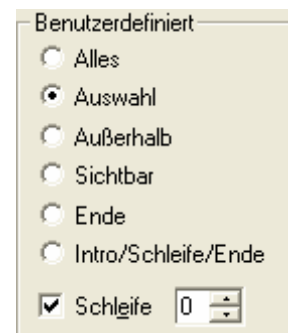 Benutzerdefiniert
Alles
Auswahl
Außerhalb
Sichtbar
Ende
Intro/Schleife/Ende
Schleife 0